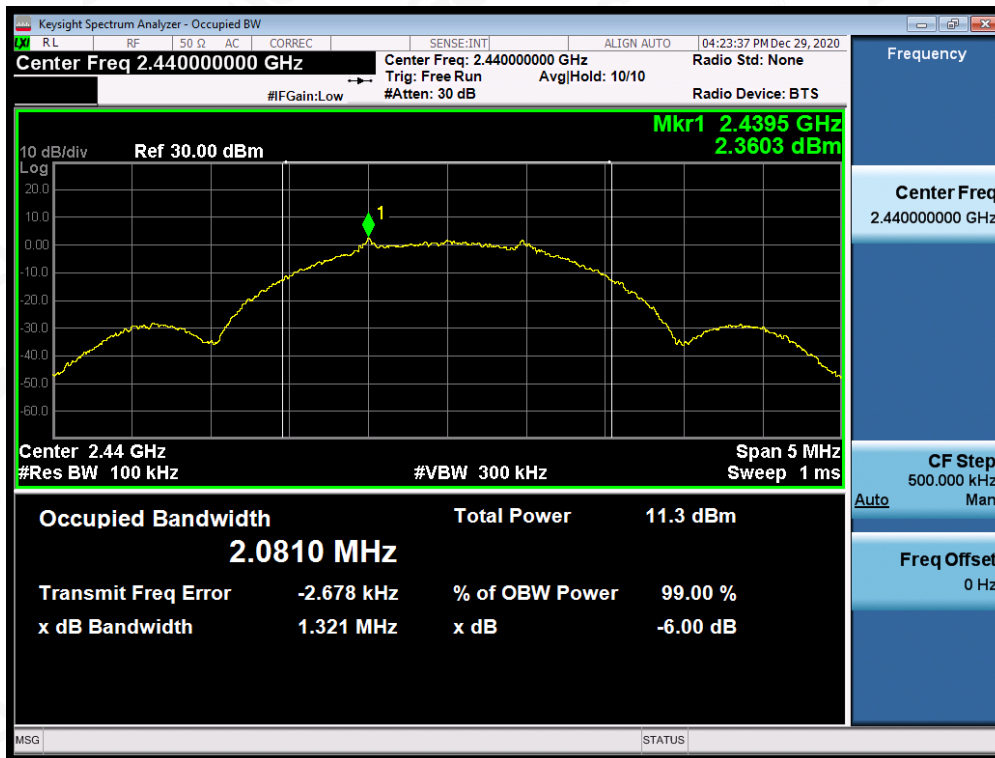 Keysight Spectrum Analyzer - Occupied BW
LXI RL RF 50 Ω AC CORREC SENSE:INT ALIGN AUTO 04:23:37 PM Dec 29, 2020
Center Freq 2.440000000 GHz
Center Freq: 2.440000000 GHz Radio Std: None
Trig: Free Run Avg|Hold: 10/10
#IFGain:Low #Atten: 30 dB Radio Device: BTS
Mkr1 2.4395 GHz
2.3603 dBm
10 dB/div Ref 30.00 dBm
Log
20.0
10.0
0.00
-10.0
-20.0
-30.0
-40.0
-50.0
-60.0
1
Center 2.44 GHz Span 5 MHz
#Res BW 100 kHz #VBW 300 kHz Sweep 1 ms
Occupied Bandwidth Total Power 11.3 dBm
2.0810 MHz
Transmit Freq Error -2.678 kHz % of OBW Power 99.00 %
x dB Bandwidth 1.321 MHz x dB -6.00 dB
MSG STATUS
Frequency
Center Freq
2.440000000 GHz
CF Step
500.000 kHz
Auto Man
Freq Offset
0 Hz